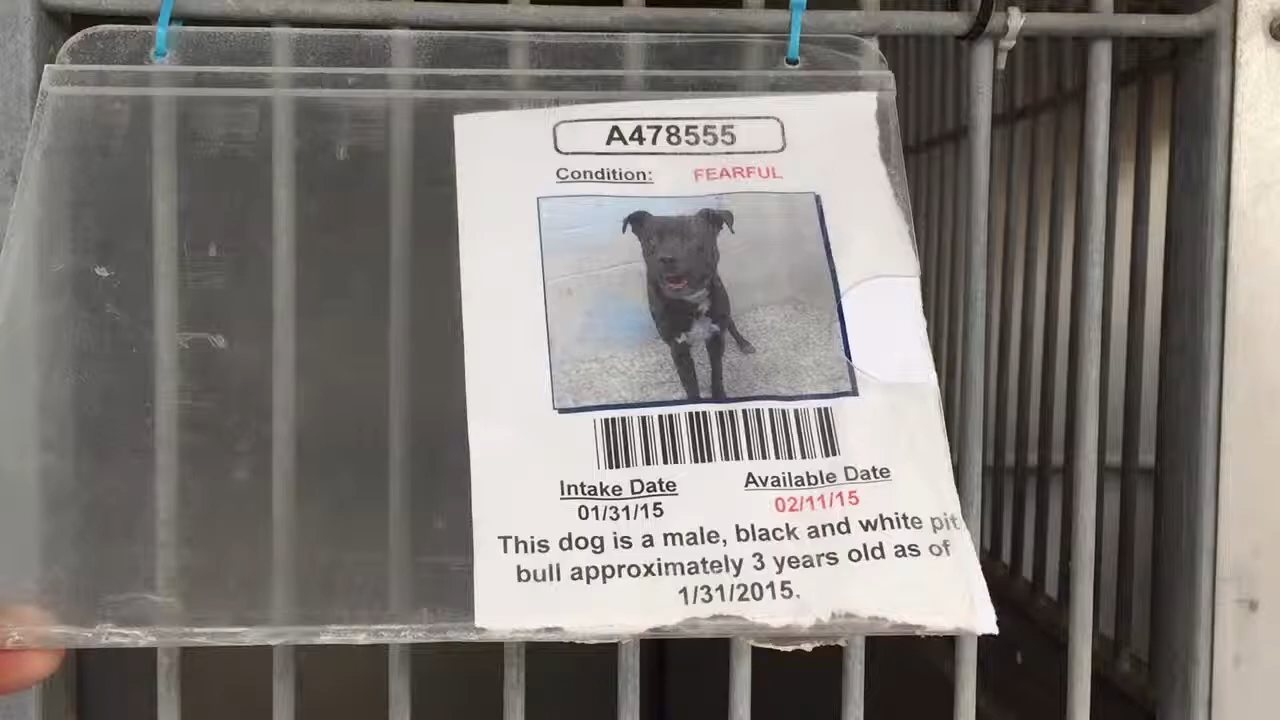 A478555
Condition: FEARFUL
Intake Date Available Date
01/31/15 02/11/15
This dog is a male, black and white pit
bull approximately 3 years old as of
1/31/2015.